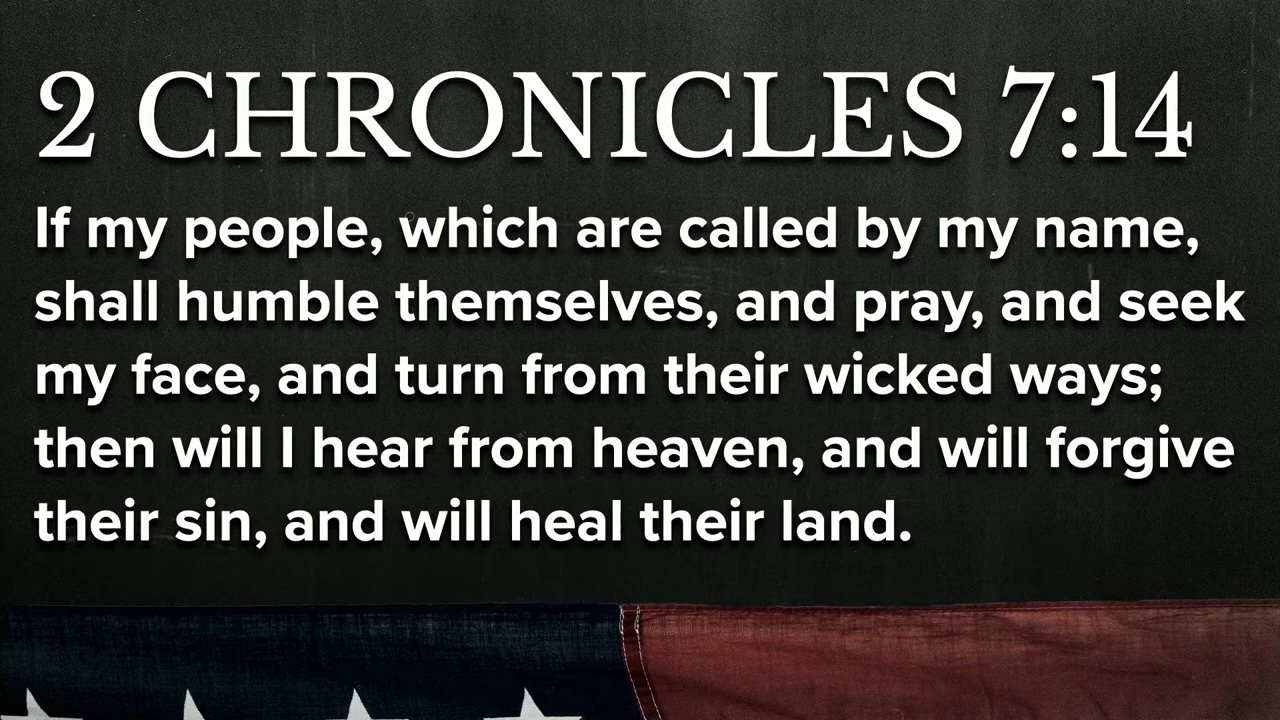 2 CHRONICLES 7:14
If my people, which are called by my name,
shall humble themselves, and pray, and seek
my face, and turn from their wicked ways;
then will I hear from heaven, and will forgive
their sin, and will heal their land.